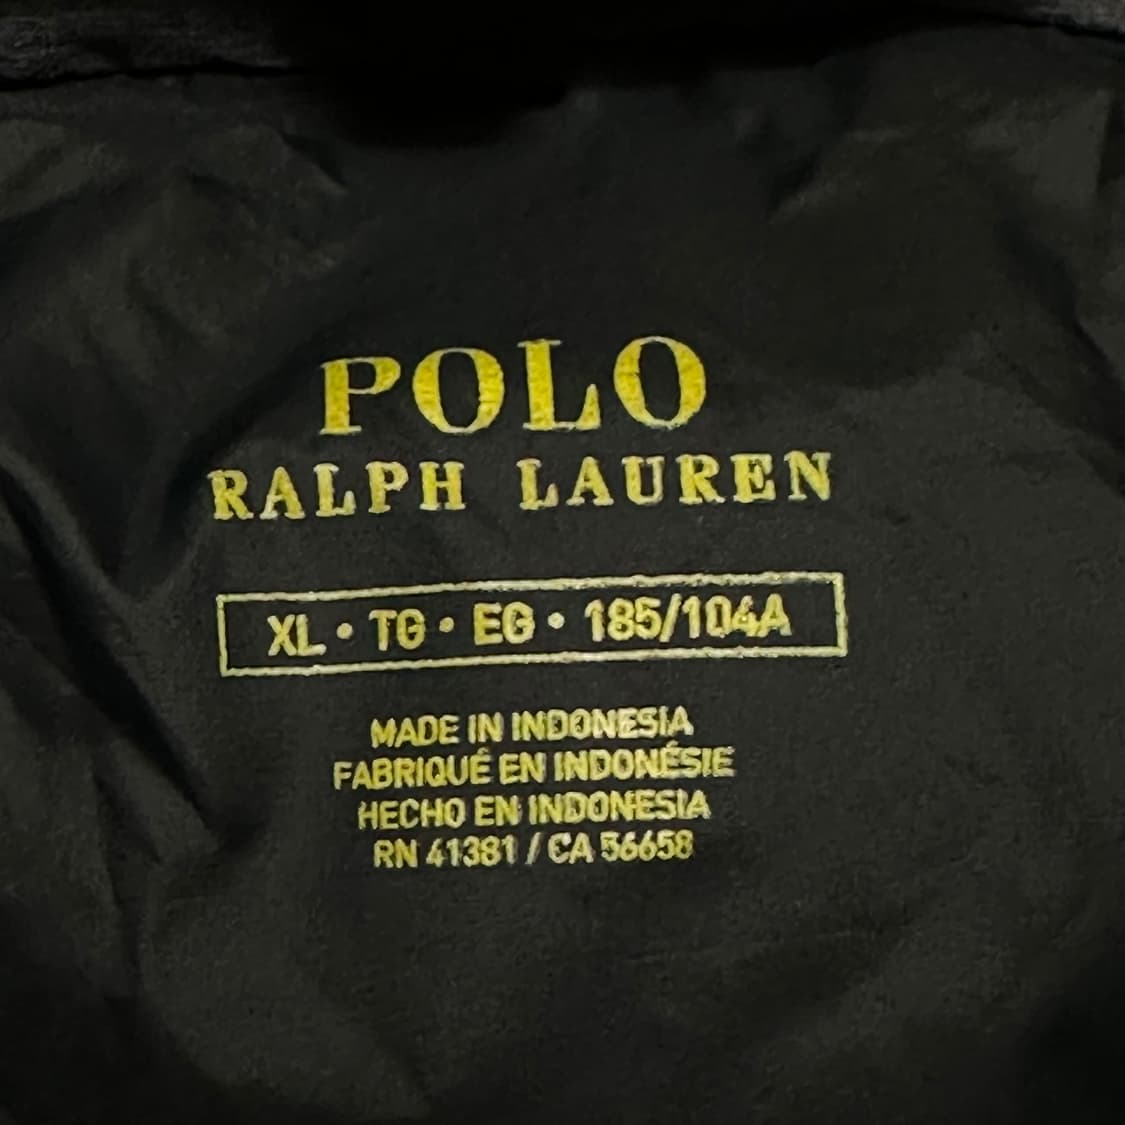 POLO
RALPH LAUREN
XL • TG • EG • 185/104A
MADE IN INDONESIA
FABRIQUÉ EN INDONÉSIE
HECHO EN INDONESIA
RN 41381 / CA 56658